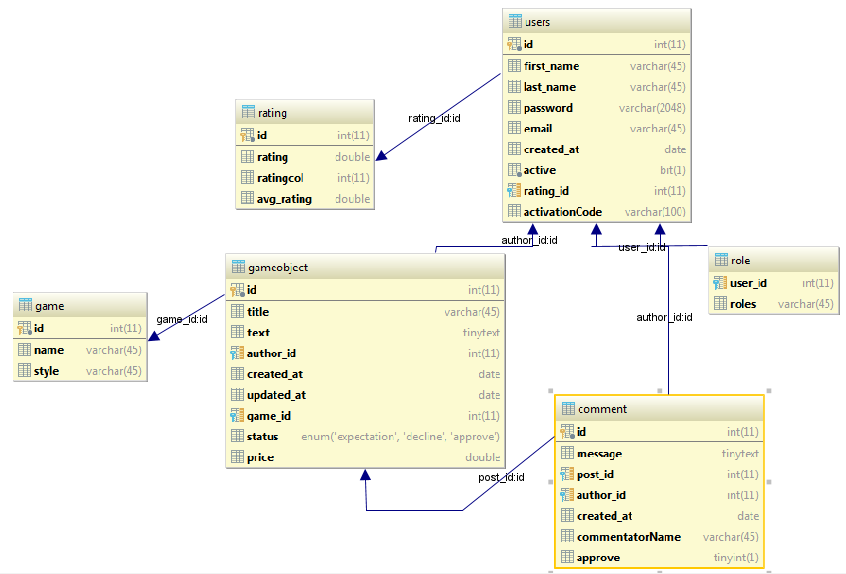 users
id int(11)
first_name varchar(45)
last_name varchar(45)
password varchar(2048)
email varchar(45)
created_at date
active bit(1)
rating_id int(11)
activationCode varchar(100)
rating
id int(11)
rating double
ratingcol int(11)
avg_rating double
rating_id:id
author_id:id
user_id:id
role
user_id int(11)
roles varchar(45)
gameobject
id int(11)
title varchar(45)
text tinytext
author_id int(11)
created_at date
updated_at date
game_id int(11)
status enum('expectation', 'decline', 'approve')
price double
game
id int(11)
name varchar(45)
style varchar(45)
game_id:id
author_id:id
comment
id int(11)
message tinytext
post_id int(11)
author_id int(11)
created_at date
commentatorName varchar(45)
approve tinyint(1)
post_id:id